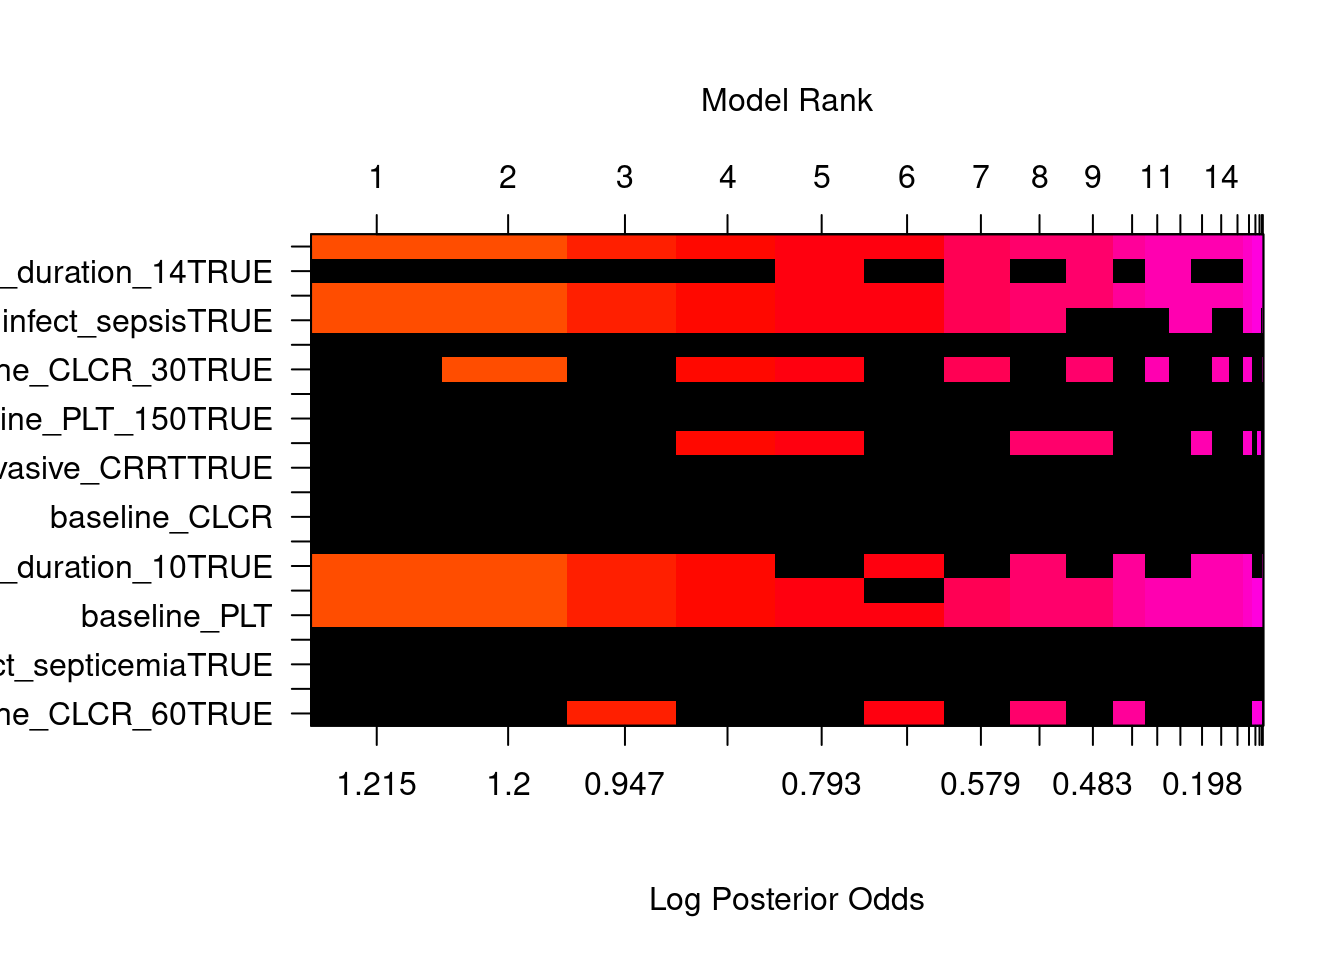 Model Rank
1 2 3 4 5 6 7 8 9 11 14
_duration_14TRUE
infect_sepsisTRUE
ne_CLCR_30TRUE
ine_PLT_150TRUE
vasive_CRRTTRUE
baseline_CLCR
_duration_10TRUE
baseline_PLT
ct_septicemiaTRUE
ne_CLCR_60TRUE
1.215 1.2 0.947 0.793 0.579 0.483 0.198
Log Posterior Odds